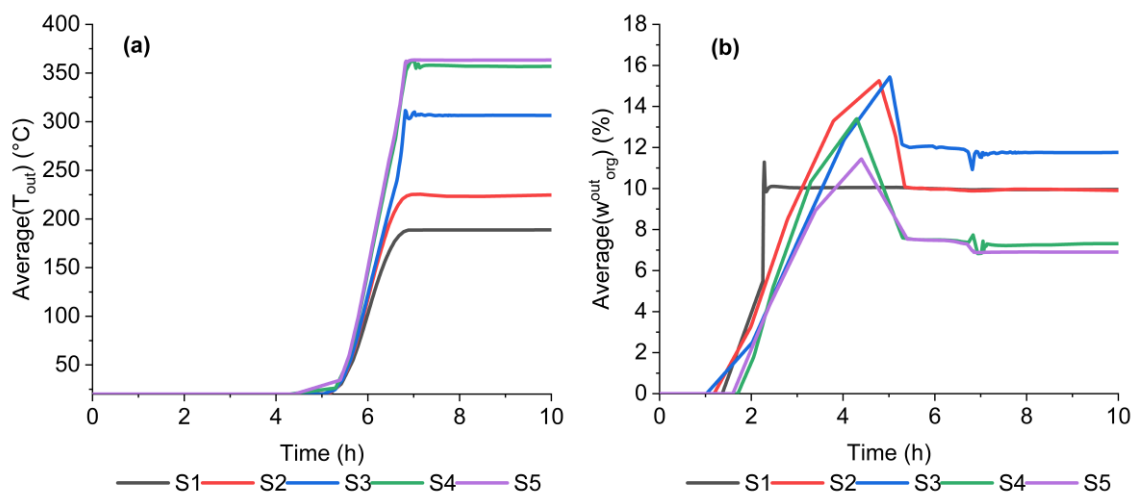 (a)
400
350
300
250
200
150
100
50
Average(T_out) (°C)
0 2 4 6 8 10
Time (h)
S1 S2 S3 S4 S5
(b)
18
16
14
12
10
8
6
4
2
0
Average(w^out_org) (%)
0 2 4 6 8 10
Time (h)
S1 S2 S3 S4 S5